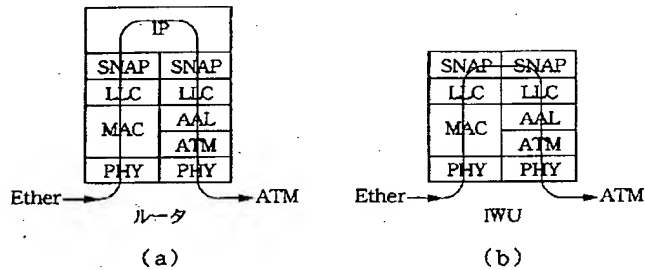 IP
SNAP SNAP
LLC LLC
MAC AAL
ATM
PHY PHY
Ether ATM
ルータ
(a)
SNAP SNAP
LLC LLC
MAC AAL
ATM
PHY PHY
Ether ATM
IWU
(b)